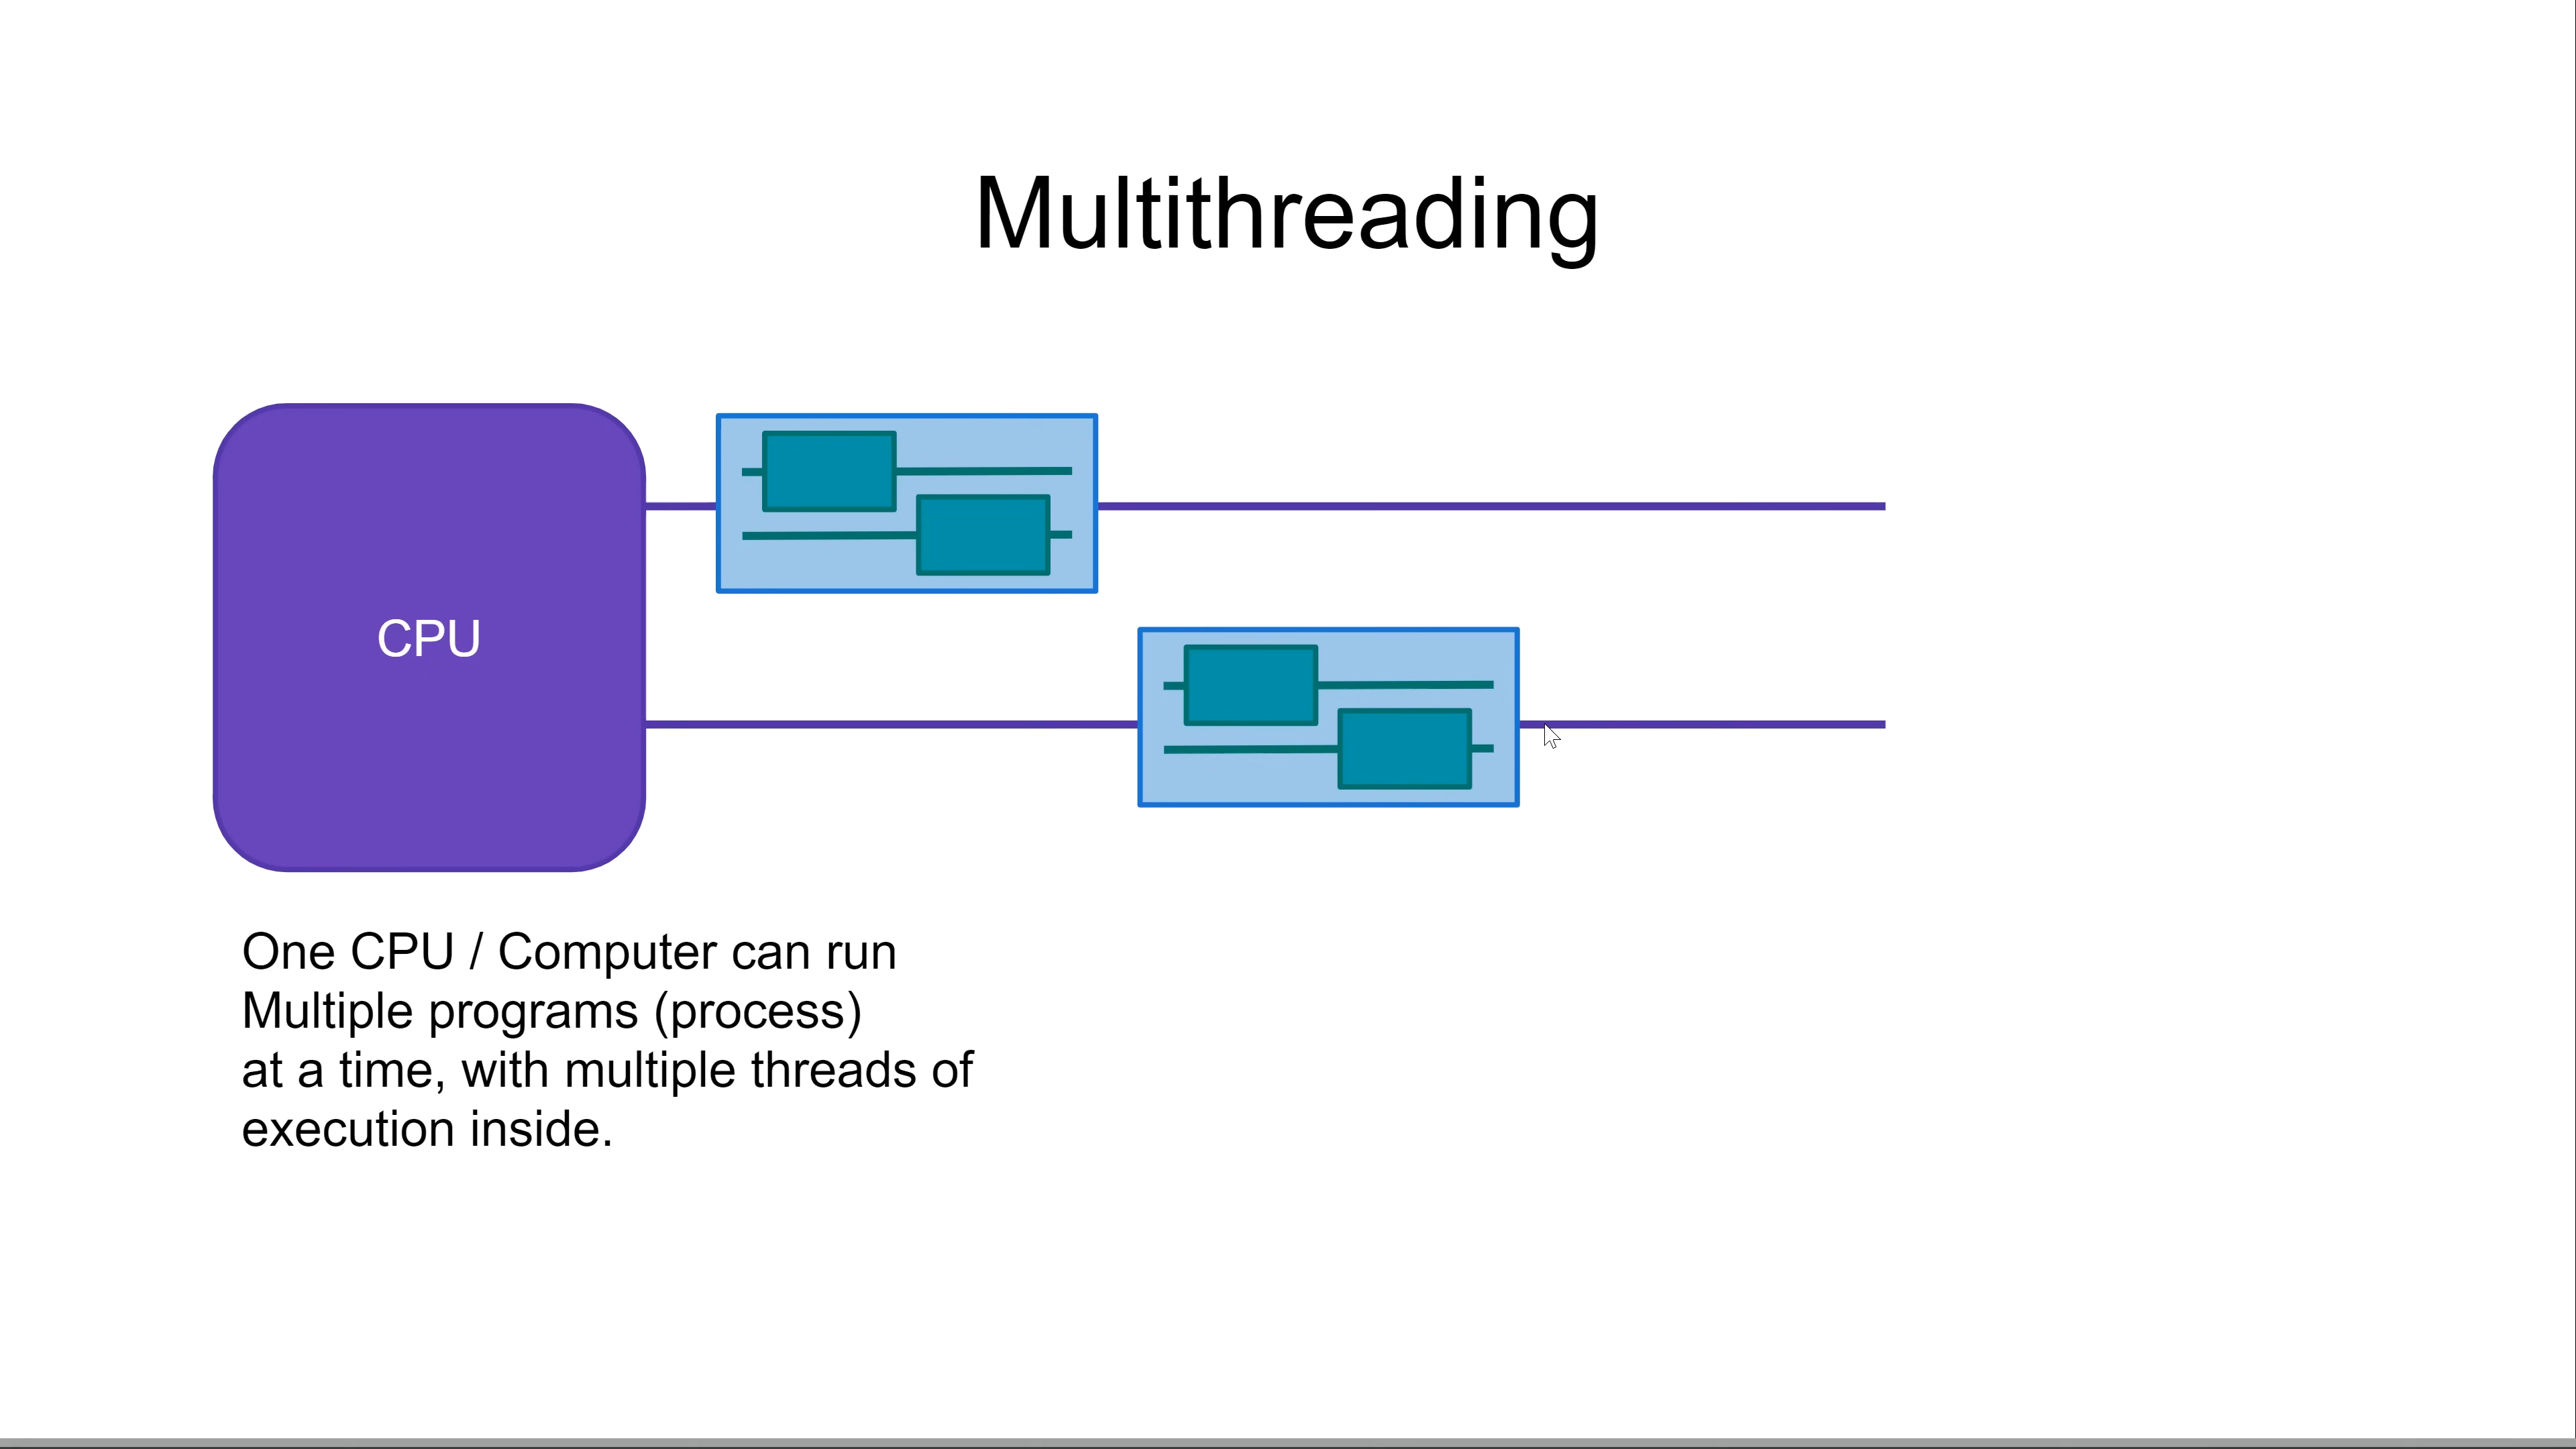 Multithreading
CPU
One CPU / Computer can run
Multiple programs (process)
at a time, with multiple threads of
execution inside.